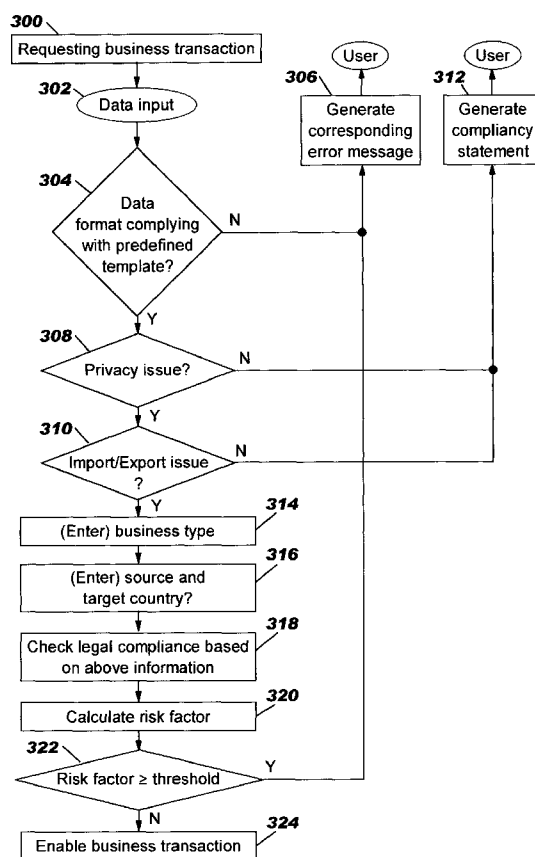 300
Requesting business transaction
302
Data input
304
Data
format complying
with predefined
template?
N
Y
User
306
Generate
corresponding
error message
User
312
Generate
compliancy
statement
308
Privacy issue?
N
Y
310
Import/Export issue
?
N
Y
(Enter) business type
314
(Enter) source and
target country?
316
Check legal compliance based
on above information
318
Calculate risk factor
320
322
Risk factor ≥ threshold
Y
N
Enable business transaction
324